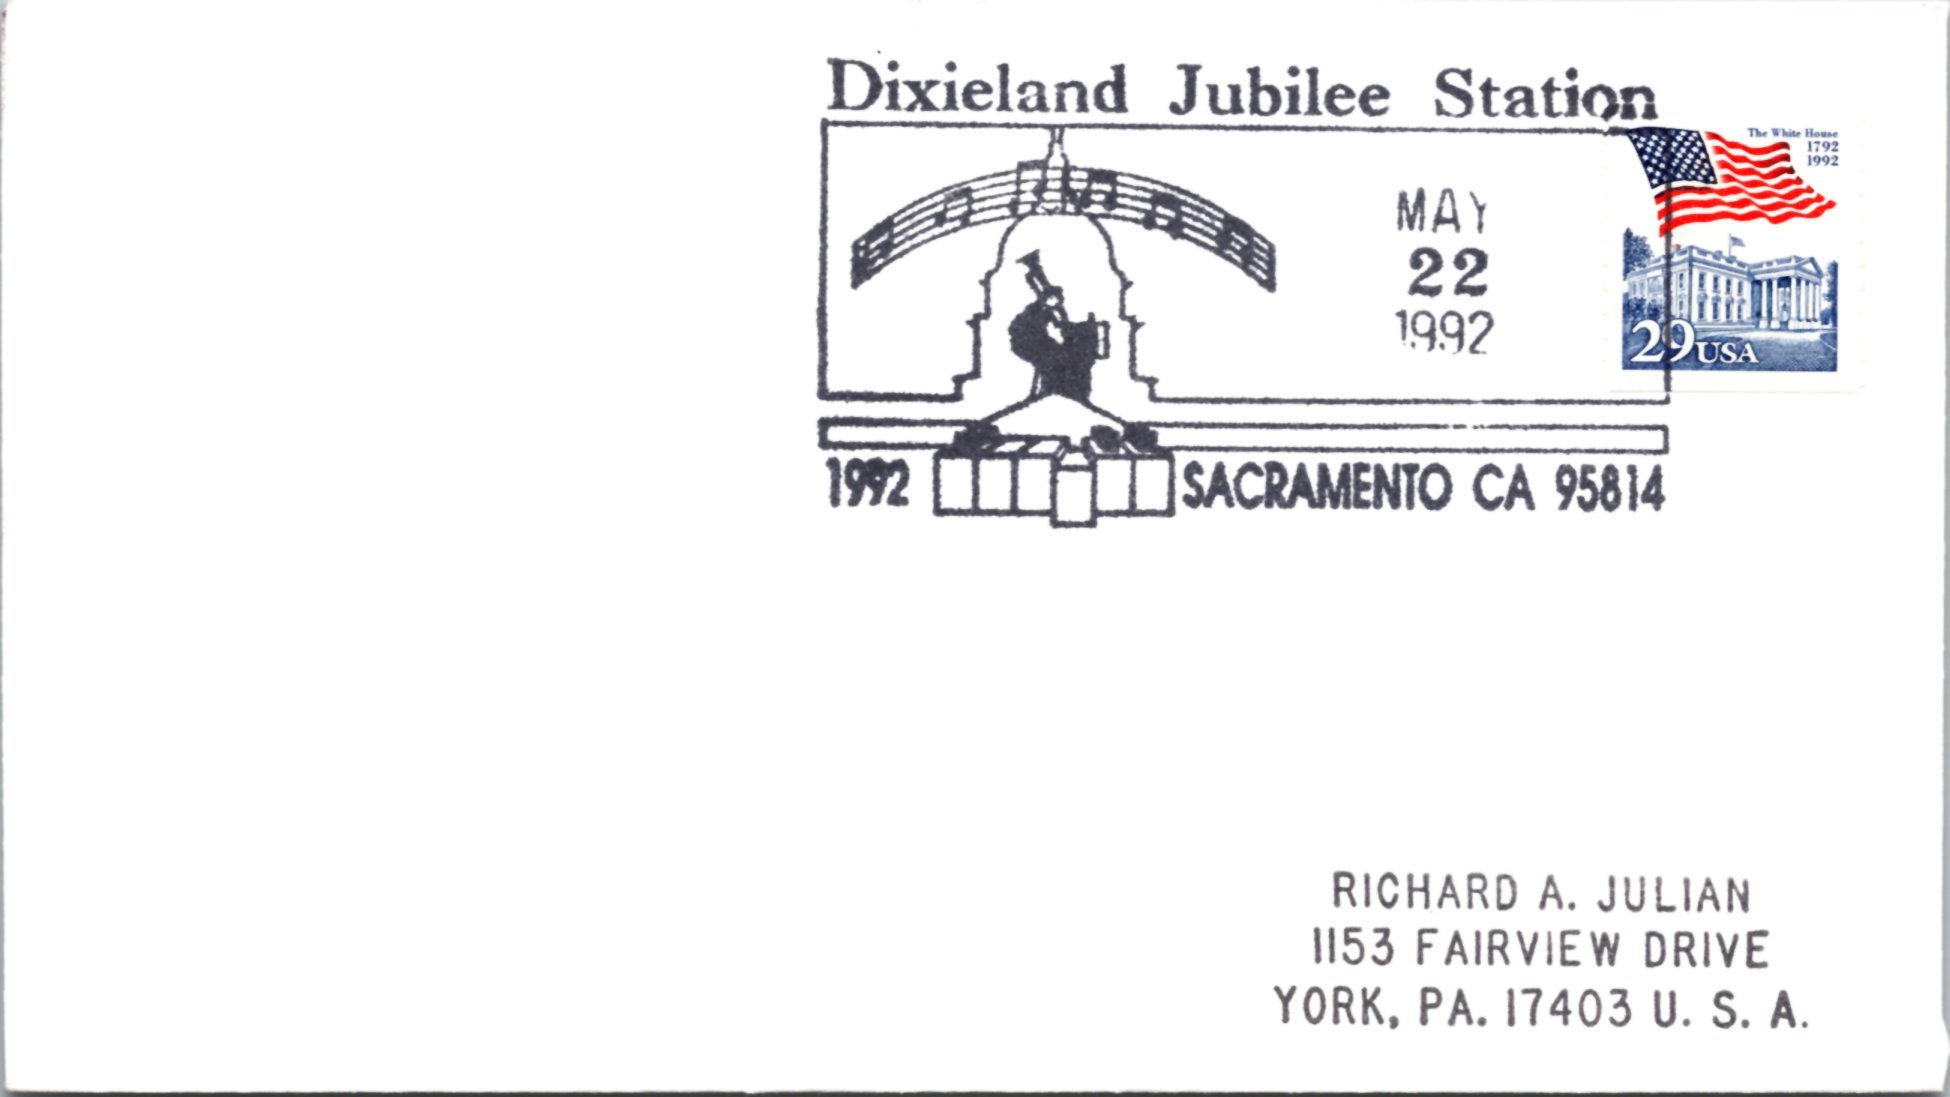 Dixieland Jubilee Station
The White House
1792
1992
MAY
22
1992
29 USA
1992 SACRAMENTO CA 95814
RICHARD A. JULIAN
1153 FAIRVIEW DRIVE
YORK, PA. 17403 U. S. A.